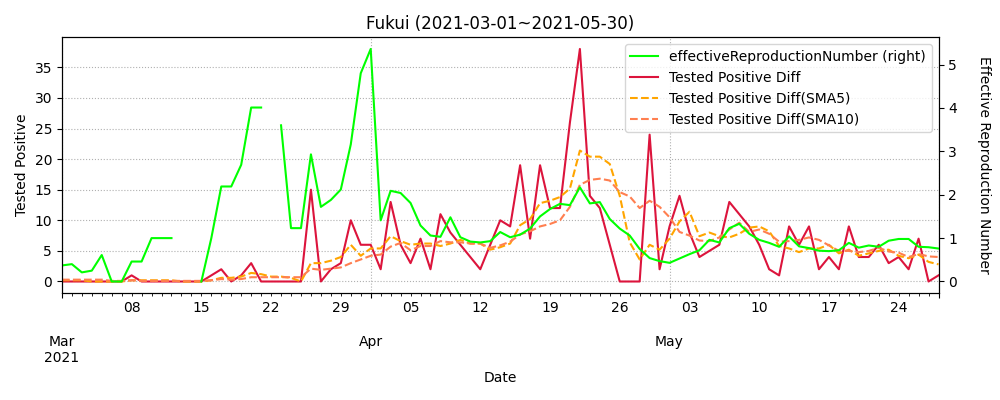 Fukui (2021-03-01~2021-05-30)
effectiveReproductionNumber (right)
Tested Positive Diff
Tested Positive Diff(SMA5)
Tested Positive Diff(SMA10)
Tested Positive
35
30
25
20
15
10
5
0
5
4
3
2
1
0
Effective Reproduction Number
08 15 22 29 05 12 19 26 03 10 17 24
Mar Apr May
2021
Date